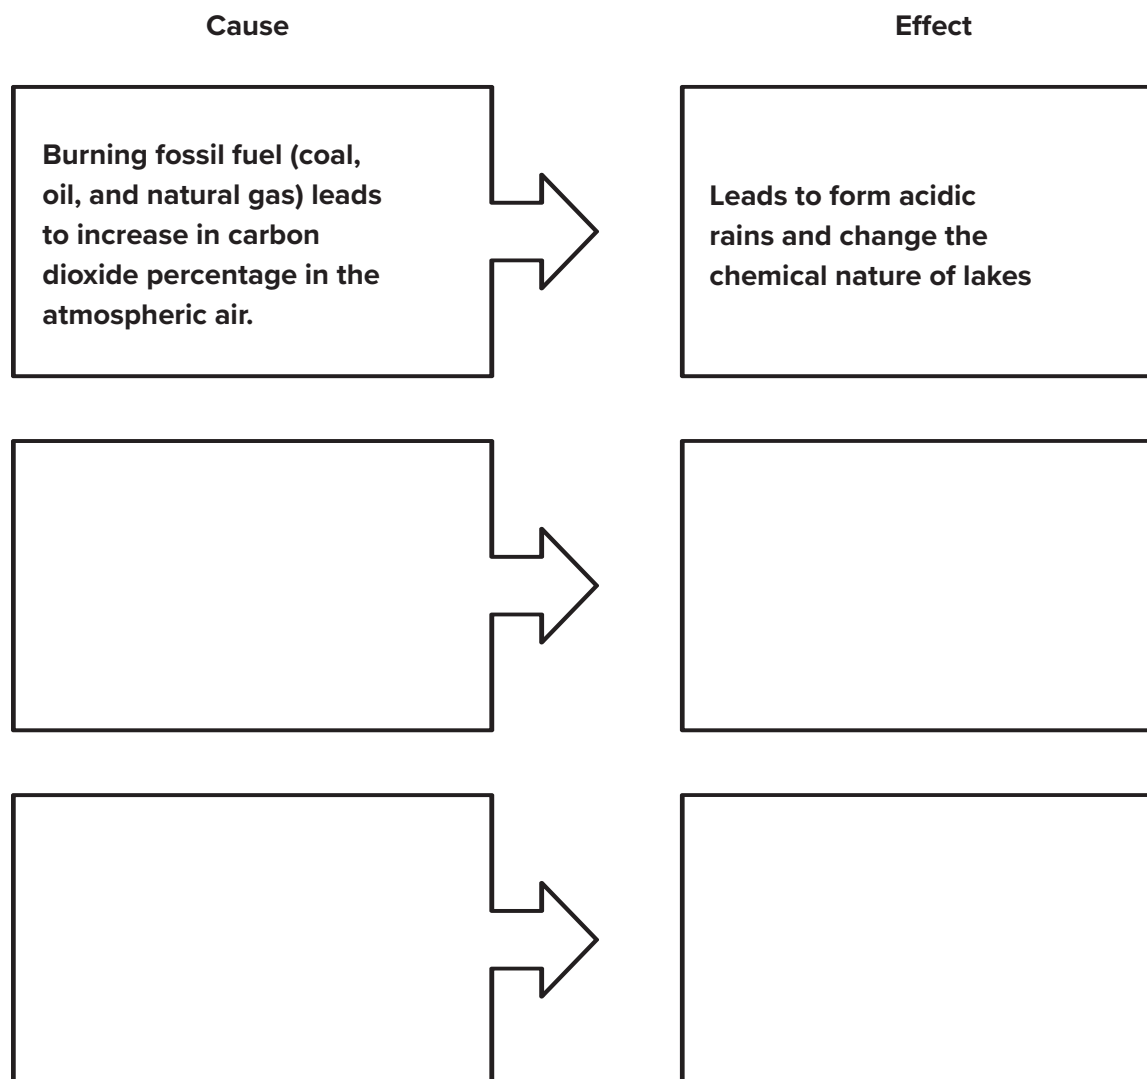 Cause
Effect
Burning fossil fuel (coal,
oil, and natural gas) leads
to increase in carbon
dioxide percentage in the
atmospheric air.
Leads to form acidic
rains and change the
chemical nature of lakes